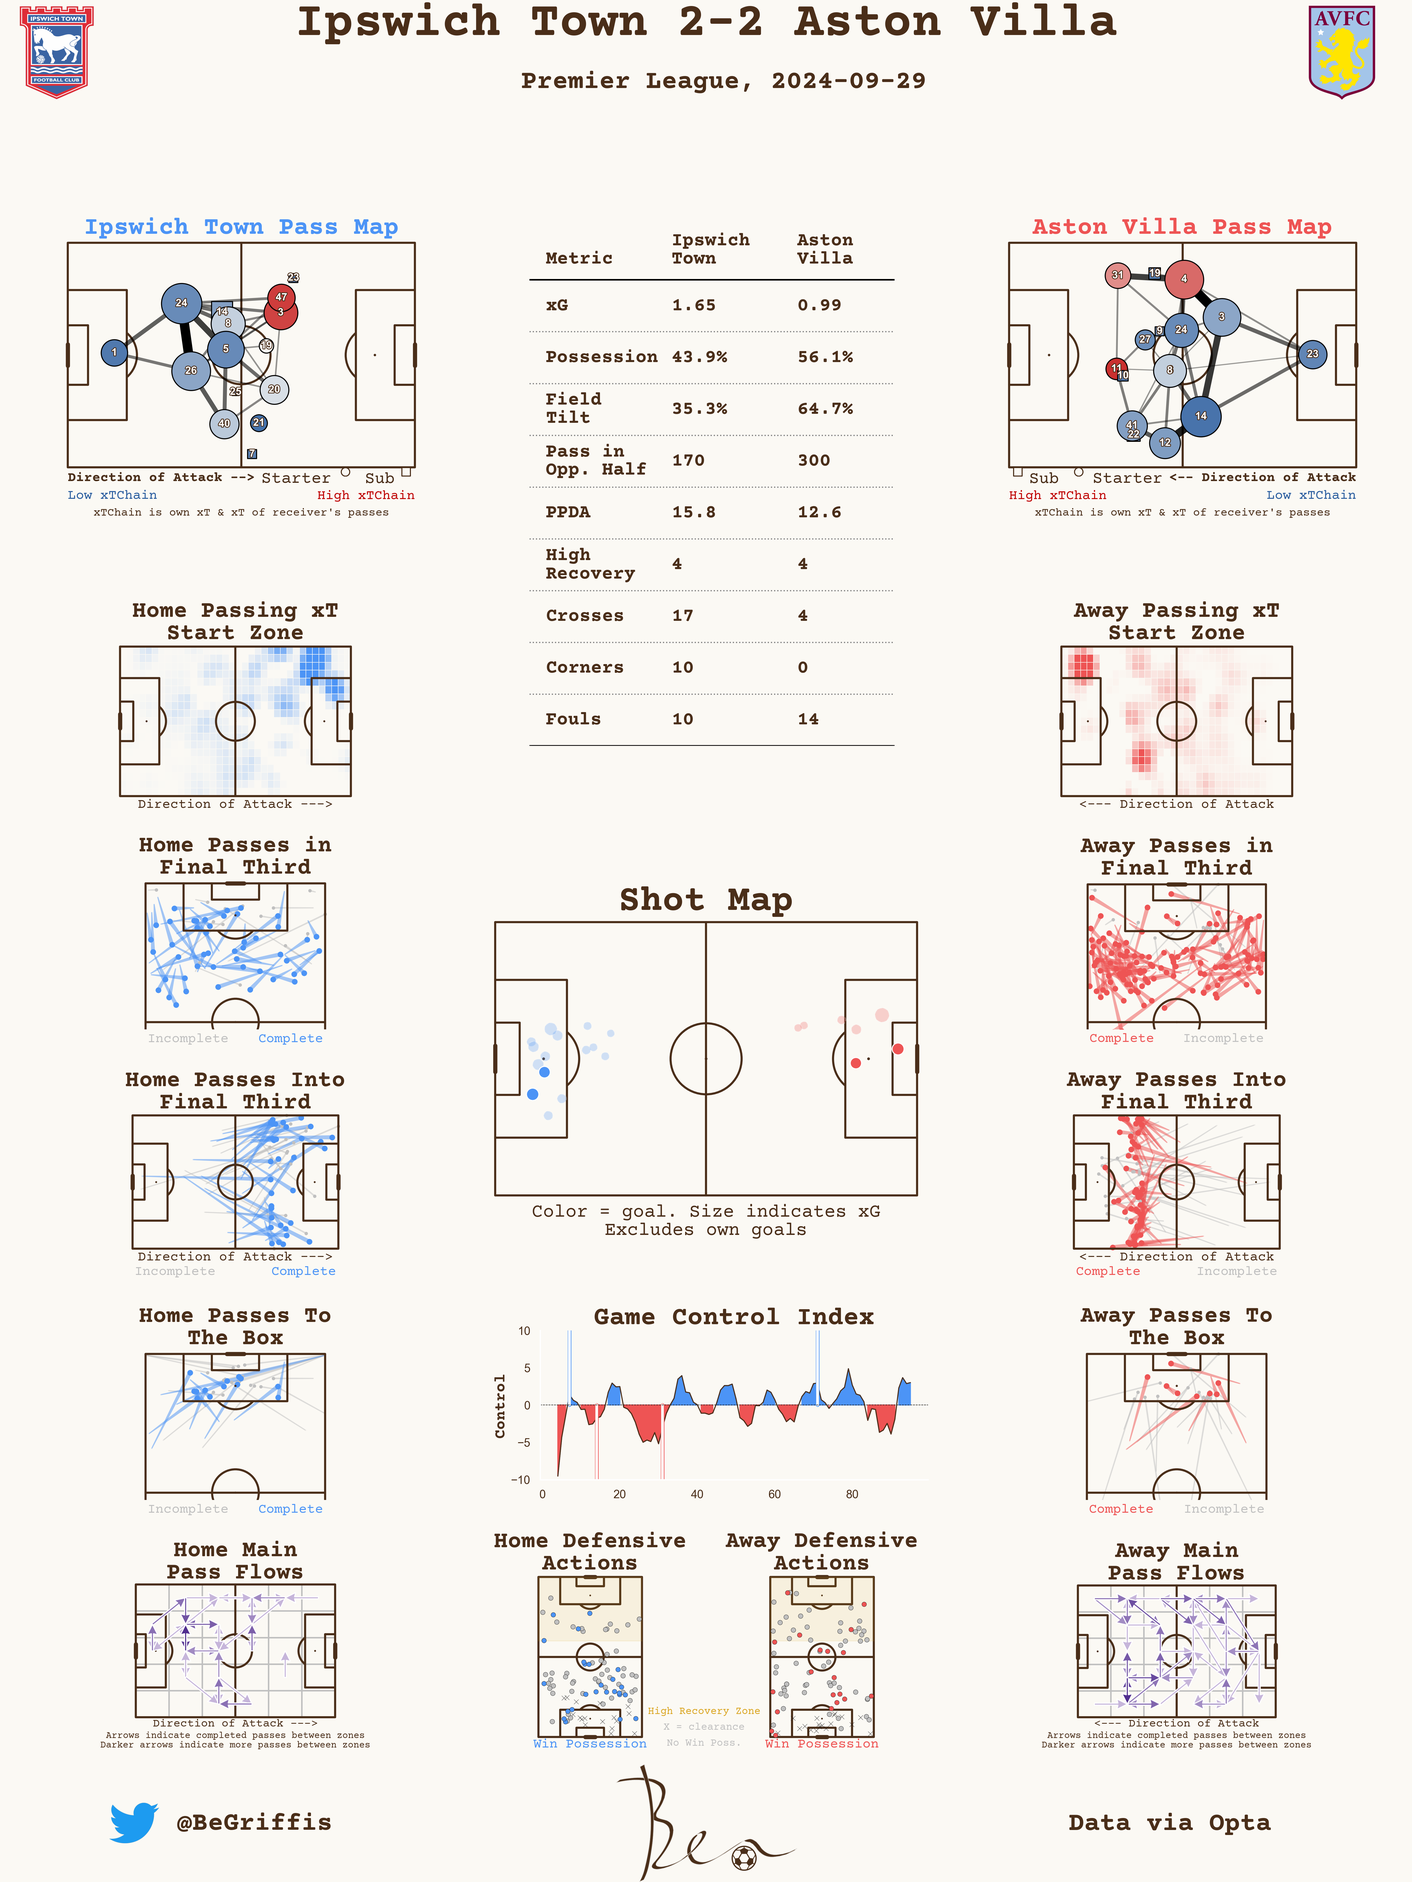 Ipswich Town 2-2 Aston Villa
Premier League, 2024-09-29
IPSWICH TOWN
FOOTBALL CLUB
AVFC
Ipswich Town Pass Map
23
47
3
24
14
8
5
19
1
26
25
20
40
21
7
Direction of Attack --> Starter Sub
Low xTChain High xTChain
xTChain is own xT & xT of receiver's passes
Metric Ipswich Town Aston Villa
xG 1.65 0.99
Possession 43.9% 56.1%
Field Tilt 35.3% 64.7%
Pass in Opp. Half 170 300
PPDA 15.8 12.6
High Recovery 4 4
Crosses 17 4
Corners 10 0
Fouls 10 14
Aston Villa Pass Map
31
19
4
3
9
24
27
23
11
10
8
41
22
14
12
Sub Starter <-- Direction of Attack
High xTChain Low xTChain
xTChain is own xT & xT of receiver's passes
Home Passing xT
Start Zone
Direction of Attack --->
Away Passing xT
Start Zone
<--- Direction of Attack
Home Passes in
Final Third
Incomplete Complete
Away Passes in
Final Third
Complete Incomplete
Shot Map
Color = goal. Size indicates xG
Excludes own goals
Home Passes Into
Final Third
Direction of Attack --->
Incomplete Complete
Away Passes Into
Final Third
<--- Direction of Attack
Complete Incomplete
Home Passes To
The Box
Incomplete Complete
Game Control Index
Control
10
5
0
−5
−10
0 20 40 60 80
Away Passes To
The Box
Complete Incomplete
Home Main
Pass Flows
Direction of Attack --->
Arrows indicate completed passes between zones
Darker arrows indicate more passes between zones
Home Defensive
Actions
Win Possession
Away Defensive
Actions
Win Possession
High Recovery Zone
X = clearance
No Win Poss.
Away Main
Pass Flows
<--- Direction of Attack
Arrows indicate completed passes between zones
Darker arrows indicate more passes between zones
@BeGriffis
Ben
Data via Opta